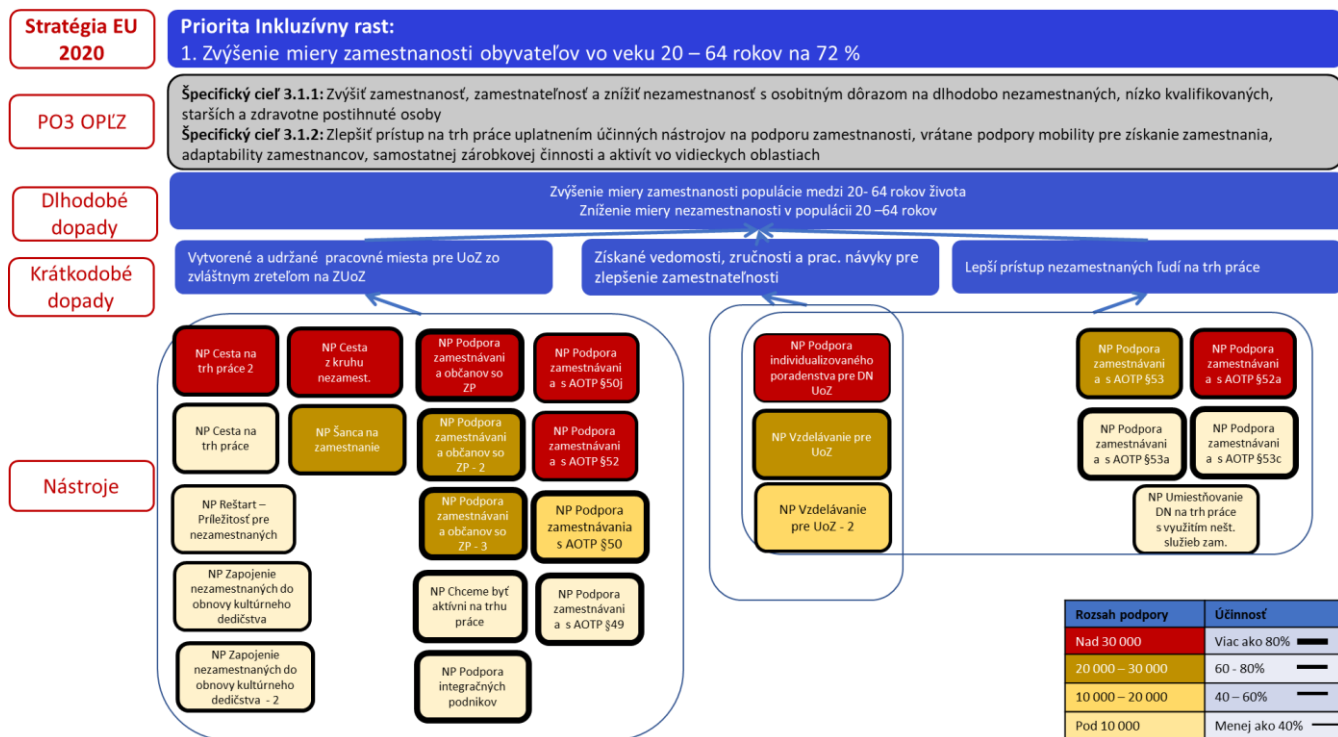 Stratégia EU
2020
Priorita Inkluzívny rast:
1. Zvýšenie miery zamestnanosti obyvateľov vo veku 20 – 64 rokov na 72 %
PO3 OPĽZ
Špecifický cieľ 3.1.1: Zvýšiť zamestnanosť, zamestnateľnosť a znížiť nezamestnanosť s osobitným dôrazom na dlhodobo nezamestnaných, nízko kvalifikovaných,
starších a zdravotne postihnuté osoby
Špecifický cieľ 3.1.2: Zlepšiť prístup na trh práce uplatnením účinných nástrojov na podporu zamestnanosti, vrátane podpory mobility pre získanie zamestnania,
adaptability zamestnancov, samostatnej zárobkovej činnosti a aktivít vo vidieckych oblastiach
Dlhodobé
dopady
Zvýšenie miery zamestnanosti populácie medzi 20- 64 rokov života
Zníženie miery nezamestnanosti v populácii 20 –64 rokov
Krátkodobé
dopady
Vytvorené a udržané pracovné miesta pre UoZ zo
zvláštnym zreteľom na ZUoZ
Získané vedomosti, zručnosti a prac. návyky pre
zlepšenie zamestnateľnosti
Lepší prístup nezamestnaných ľudí na trh práce
Nástroje
NP Cesta na
trh práce 2
NP Cesta
z kruhu
nezamest.
NP Podpora
zamestnávani
a občanov so
ZP
NP Podpora
zamestnávani
a s AOTP §50j
NP Cesta na
trh práce
NP Šanca na
zamestnanie
NP Podpora
zamestnávani
a občanov so
ZP - 2
NP Podpora
zamestnávani
a s AOTP §52
NP Reštart –
Príležitosť pre
nezamestnaných
NP Podpora
zamestnávani
a občanov so
ZP - 3
NP Podpora
zamestnávania
s AOTP §50
NP Zapojenie
nezamestnaných do
obnovy kultúrneho
dedičstva
NP Chceme byť
aktívni na trhu
práce
NP Podpora
zamestnávani
a s AOTP §49
NP Zapojenie
nezamestnaných do
obnovy kultúrneho
dedičstva - 2
NP Podpora
integračných
podnikov
NP Podpora
individualizovaného
poradenstva pre DN
UoZ
NP Vzdelávanie pre
UoZ
NP Vzdelávanie
pre UoZ - 2
NP Podpora
zamestnávani
a s AOTP §53
NP Podpora
zamestnávani
a s AOTP §52a
NP Podpora
zamestnávani
a s AOTP §53a
NP Podpora
zamestnávani
a s AOTP §53c
NP Umiestňovanie
DN na trh práce
s využitím nešt.
služieb zam.
Rozsah podpory Účinnosť
Nad 30 000 Viac ako 80%
20 000 – 30 000 60 - 80%
10 000 – 20 000 40 – 60%
Pod 10 000 Menej ako 40%